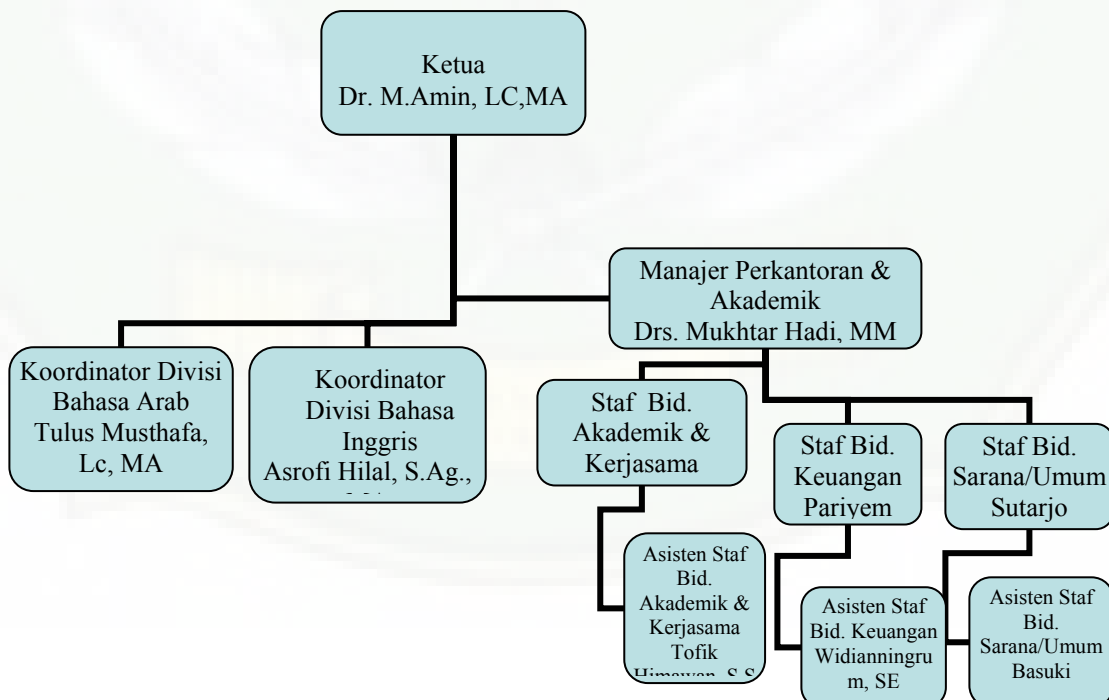 Ketua
Dr. M.Amin, LC,MA
Manajer Perkantoran &
Akademik
Drs. Mukhtar Hadi, MM
Koordinator Divisi
Bahasa Arab
Tulus Musthafa,
Lc, MA
Koordinator
Divisi Bahasa
Inggris
Asrofi Hilal, S.Ag.,
Staf Bid.
Akademik &
Kerjasama
Staf Bid.
Keuangan
Pariyem
Staf Bid.
Sarana/Umum
Sutarjo
Asisten Staf
Bid.
Akademik &
Kerjasama
Tofik
Himawan, S.S
Asisten Staf
Bid. Keuangan
Widianningru
m, SE
Asisten Staf
Bid.
Sarana/Umum
Basuki